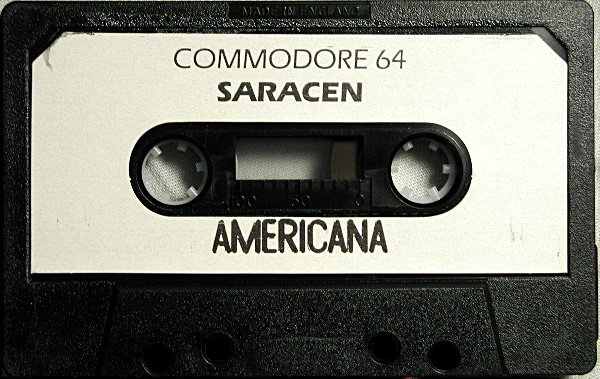 MADE IN ENGLAND
COMMODORE 64
SARACEN
100 50 0
AMERICANA